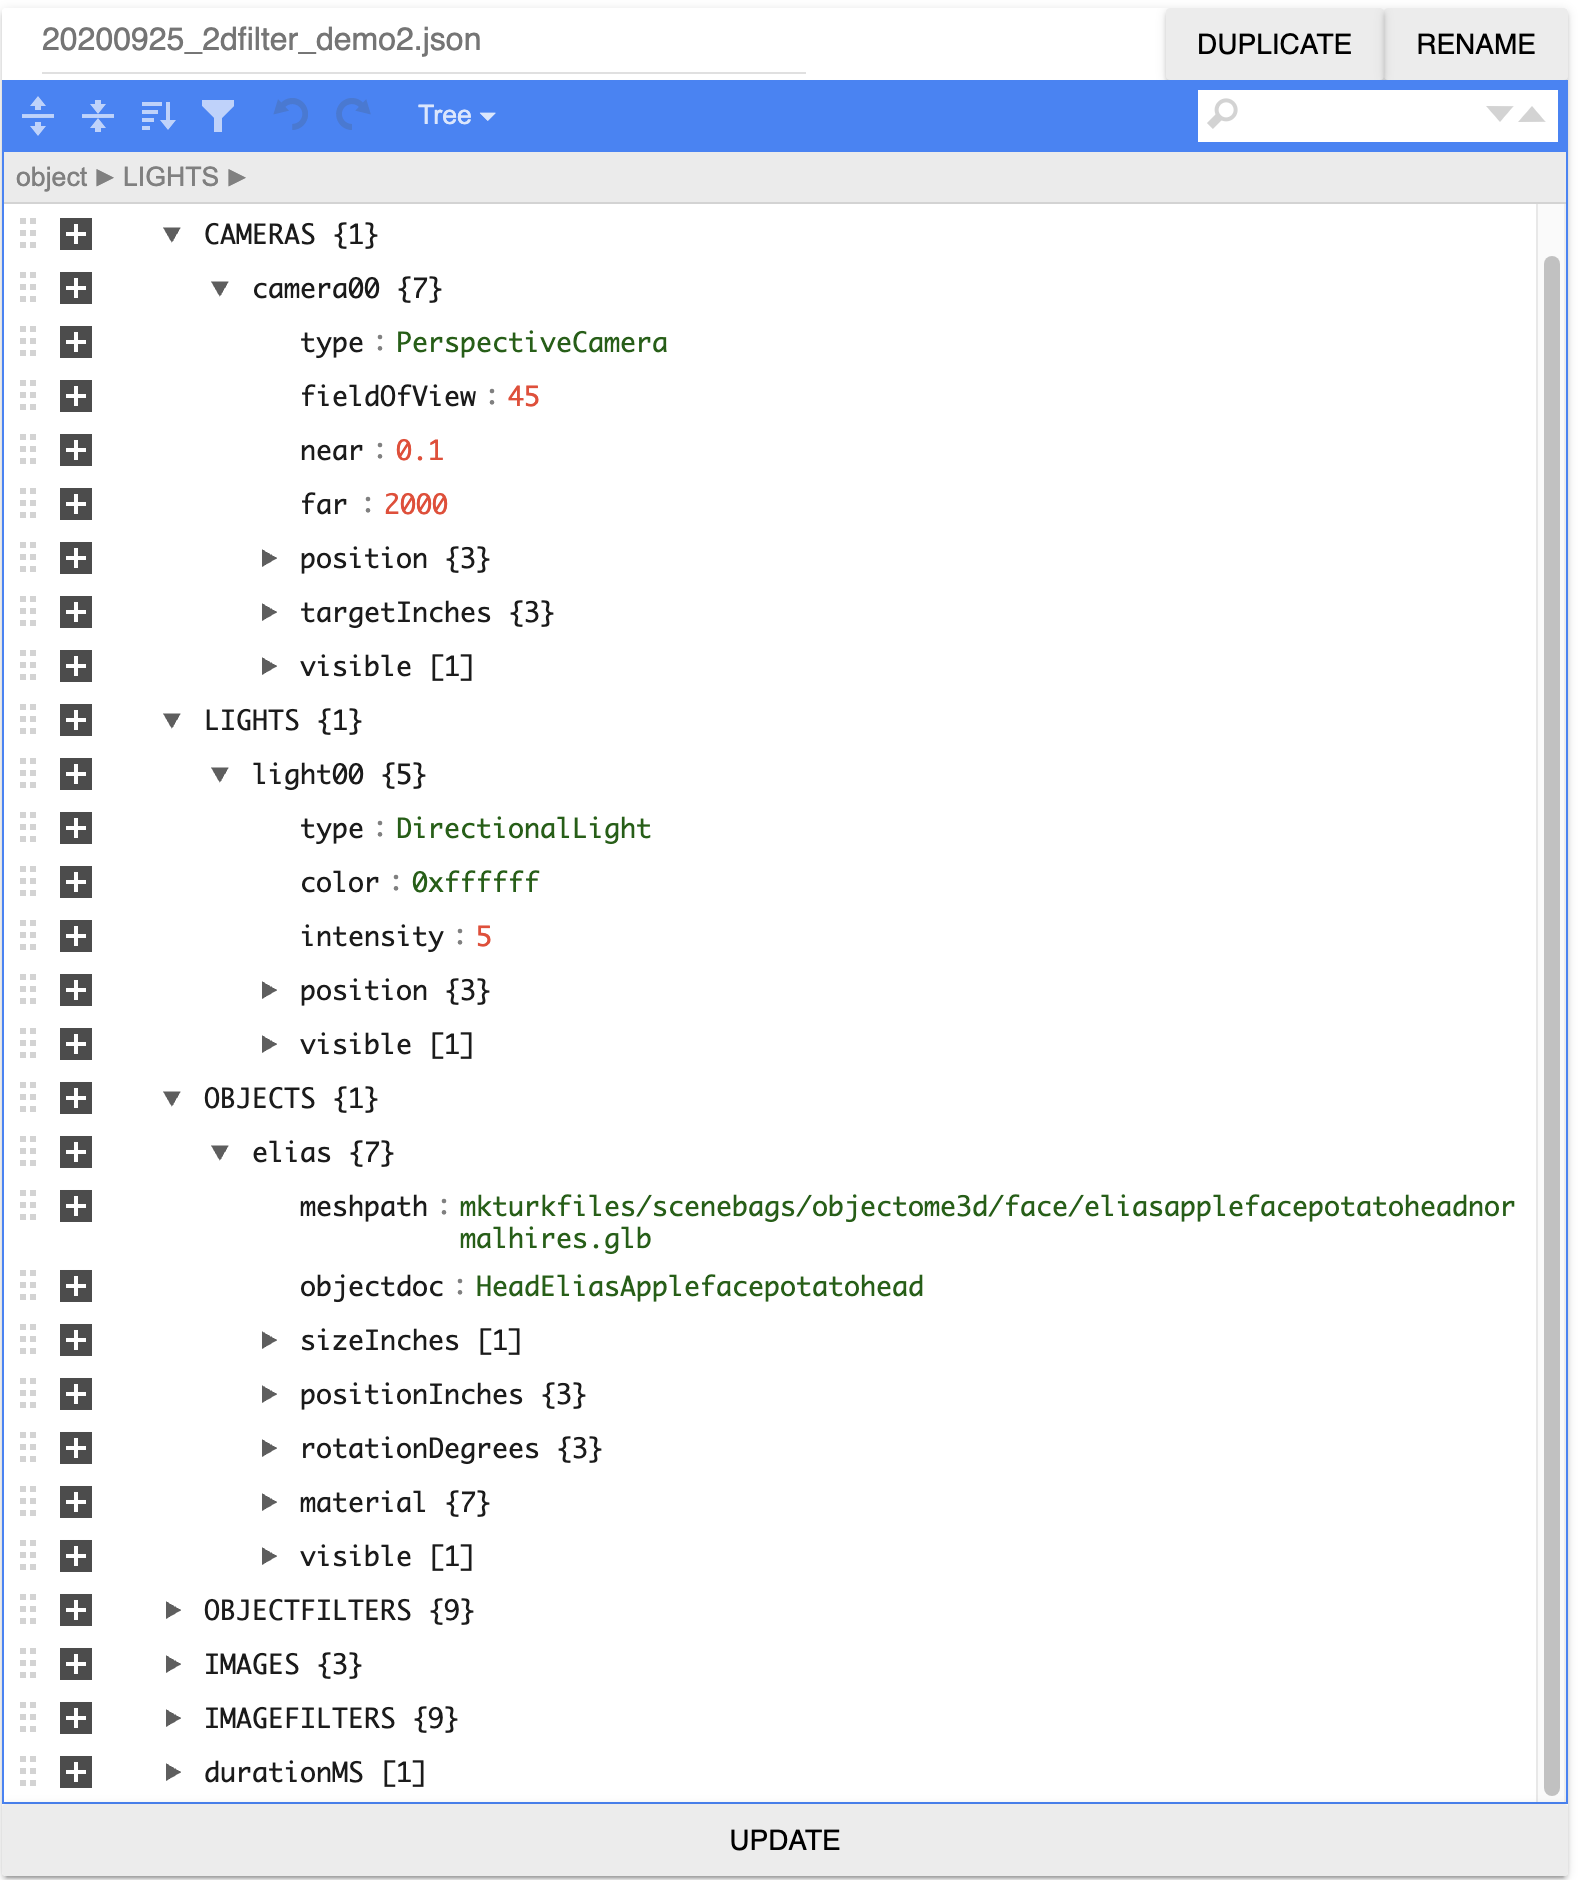 20200925_2dfilter_demo2.json
DUPLICATE
RENAME
Tree
object ▶ LIGHTS ▶
CAMERAS {1}
camera00 {7}
type : PerspectiveCamera
fieldOfView : 45
near : 0.1
far : 2000
position {3}
targetInches {3}
visible [1]
LIGHTS {1}
light00 {5}
type : DirectionalLight
color : 0xffffff
intensity : 5
position {3}
visible [1]
OBJECTS {1}
elias {7}
meshpath : mkturkfiles/scenebags/objectome3d/face/eliasapplefacepotatoheadnor
malhires.glb
objectdoc : HeadEliasApplefacepotatohead
sizeInches [1]
positionInches {3}
rotationDegrees {3}
material {7}
visible [1]
OBJECTFILTERS {9}
IMAGES {3}
IMAGEFILTERS {9}
durationMS [1]
UPDATE